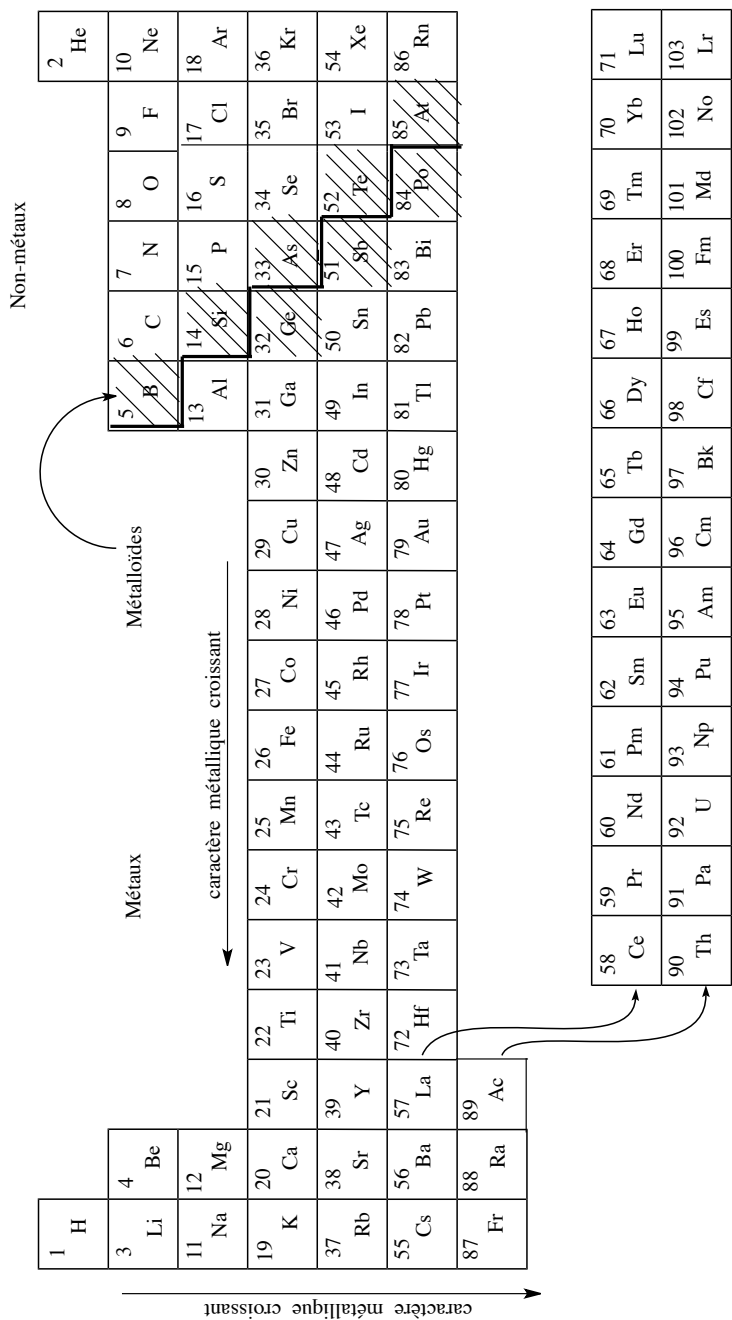 Non-métaux
Métalloïdes
Métaux
caractère métallique croissant
caractère métallique croissant
1 H
2 He
3 Li
4 Be
5 B
6 C
7 N
8 O
9 F
10 Ne
11 Na
12 Mg
13 Al
14 Si
15 P
16 S
17 Cl
18 Ar
19 K
20 Ca
21 Sc
22 Ti
23 V
24 Cr
25 Mn
26 Fe
27 Co
28 Ni
29 Cu
30 Zn
31 Ga
32 Ge
33 As
34 Se
35 Br
36 Kr
37 Rb
38 Sr
39 Y
40 Zr
41 Nb
42 Mo
43 Tc
44 Ru
45 Rh
46 Pd
47 Ag
48 Cd
49 In
50 Sn
51 Sb
52 Te
53 I
54 Xe
55 Cs
56 Ba
57 La
72 Hf
73 Ta
74 W
75 Re
76 Os
77 Ir
78 Pt
79 Au
80 Hg
81 Tl
82 Pb
83 Bi
84 Po
85 At
86 Rn
87 Fr
88 Ra
89 Ac
58 Ce
59 Pr
60 Nd
61 Pm
62 Sm
63 Eu
64 Gd
65 Tb
66 Dy
67 Ho
68 Er
69 Tm
70 Yb
71 Lu
90 Th
91 Pa
92 U
93 Np
94 Pu
95 Am
96 Cm
97 Bk
98 Cf
99 Es
100 Fm
101 Md
102 No
103 Lr